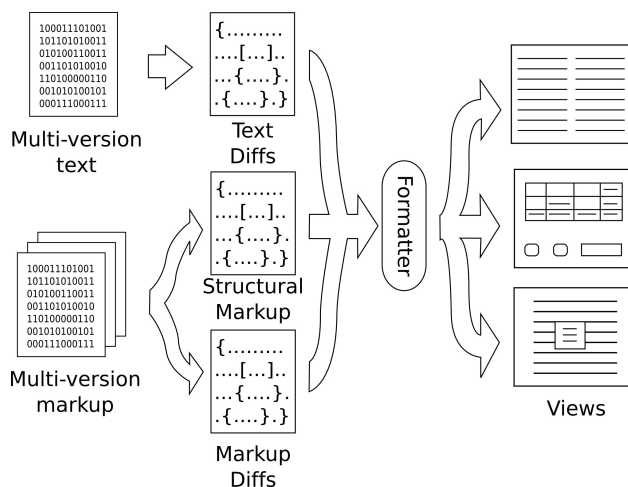 100011101001
101101010011
010100110011
001101010010
110100000110
001010100101
000111000111
Multi-version
text
{.........
....[...]..
...{....}.
.{....}.}
Text
Diffs
{.........
....[...]..
...{....}.
.{....}.}
Structural
Markup
100011101001
101101010011
010100110011
001101010010
110100000110
001010100101
000111000111
Multi-version
markup
{.........
....[...]..
...{....}.
.{....}.}
Markup
Diffs
Formatter
Views